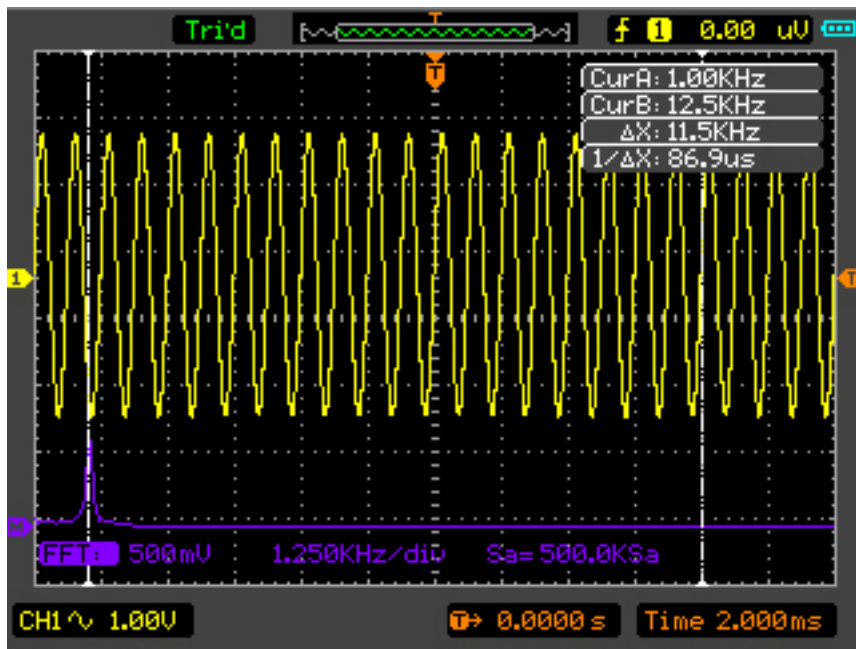 Tri'd T 1 0.00 uV
T
CurA: 1.00KHz
CurB: 12.5KHz
ΔX: 11.5KHz
1/ΔX: 86.9us
1 T
M
FFT: 500mV 1.250KHz/div Sa=500.0KSa
CH1 1.00V T→ 0.0000s Time 2.000ms